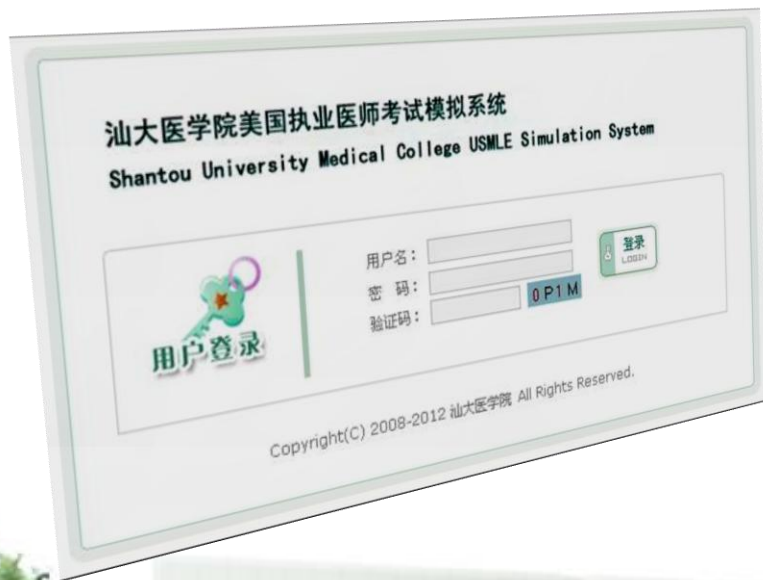 汕大医学院美国执业医师考试模拟系统
Shantou University Medical College USMLE Simulation System
用户登录
用户名：
密 码：
验证码：
0P1M
登录
LOGIN
Copyright(C) 2008-2012 汕大医学院 All Rights Reserved.